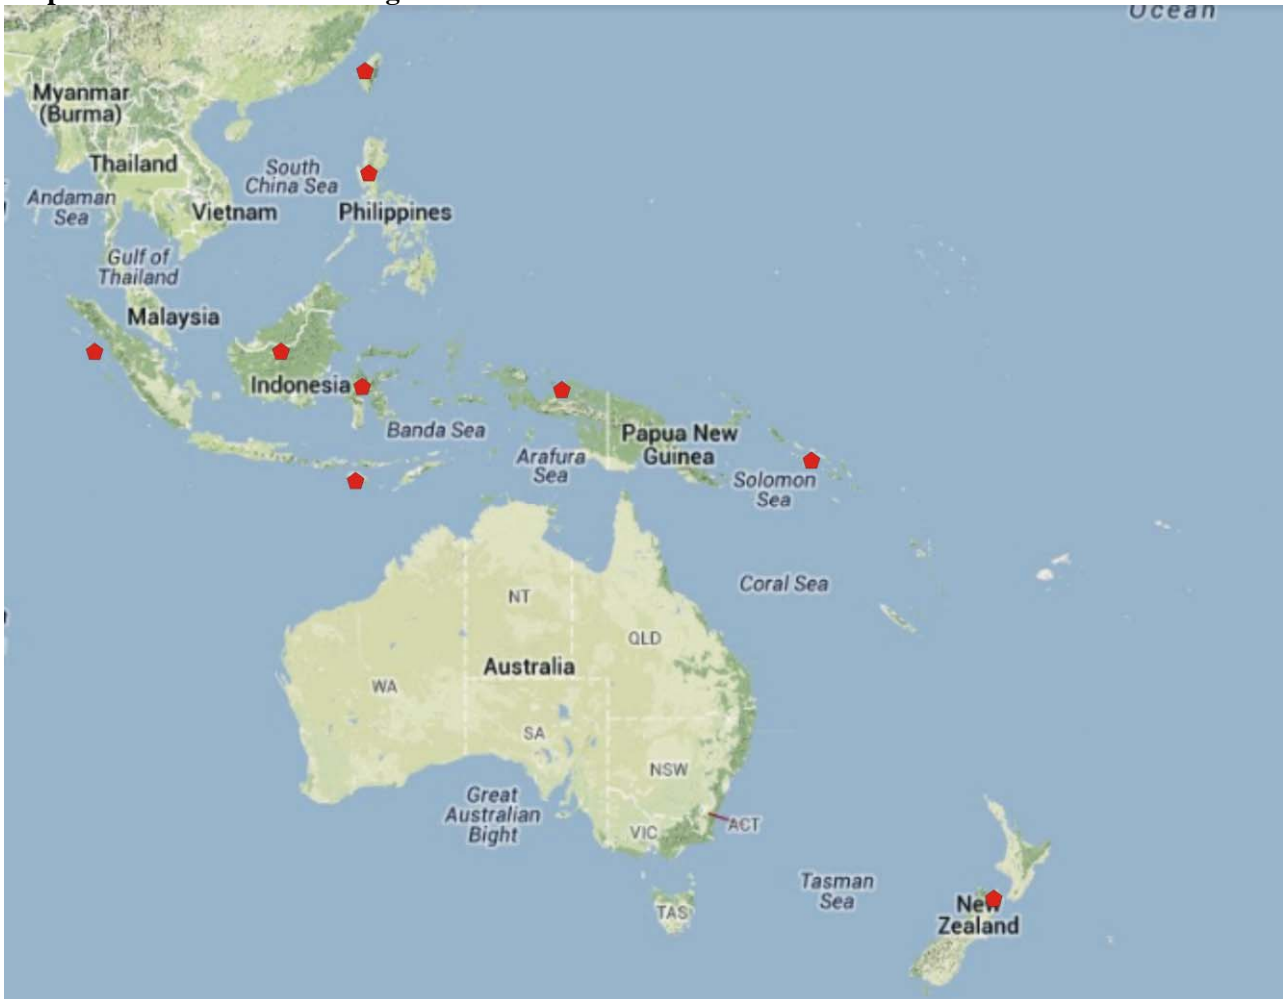 Ocean
Myanmar
(Burma)
Thailand
South
China Sea
Andaman
Sea
Vietnam
Philippines
Gulf of
Thailand
Malaysia
Indonesia
Banda Sea
Papua New
Guinea
Arafura
Sea
Solomon
Sea
Coral Sea
NT
QLD
Australia
WA
SA
NSW
Great
Australian
Bight
VIC
ACT
Tasman
Sea
TAS
New
Zealand